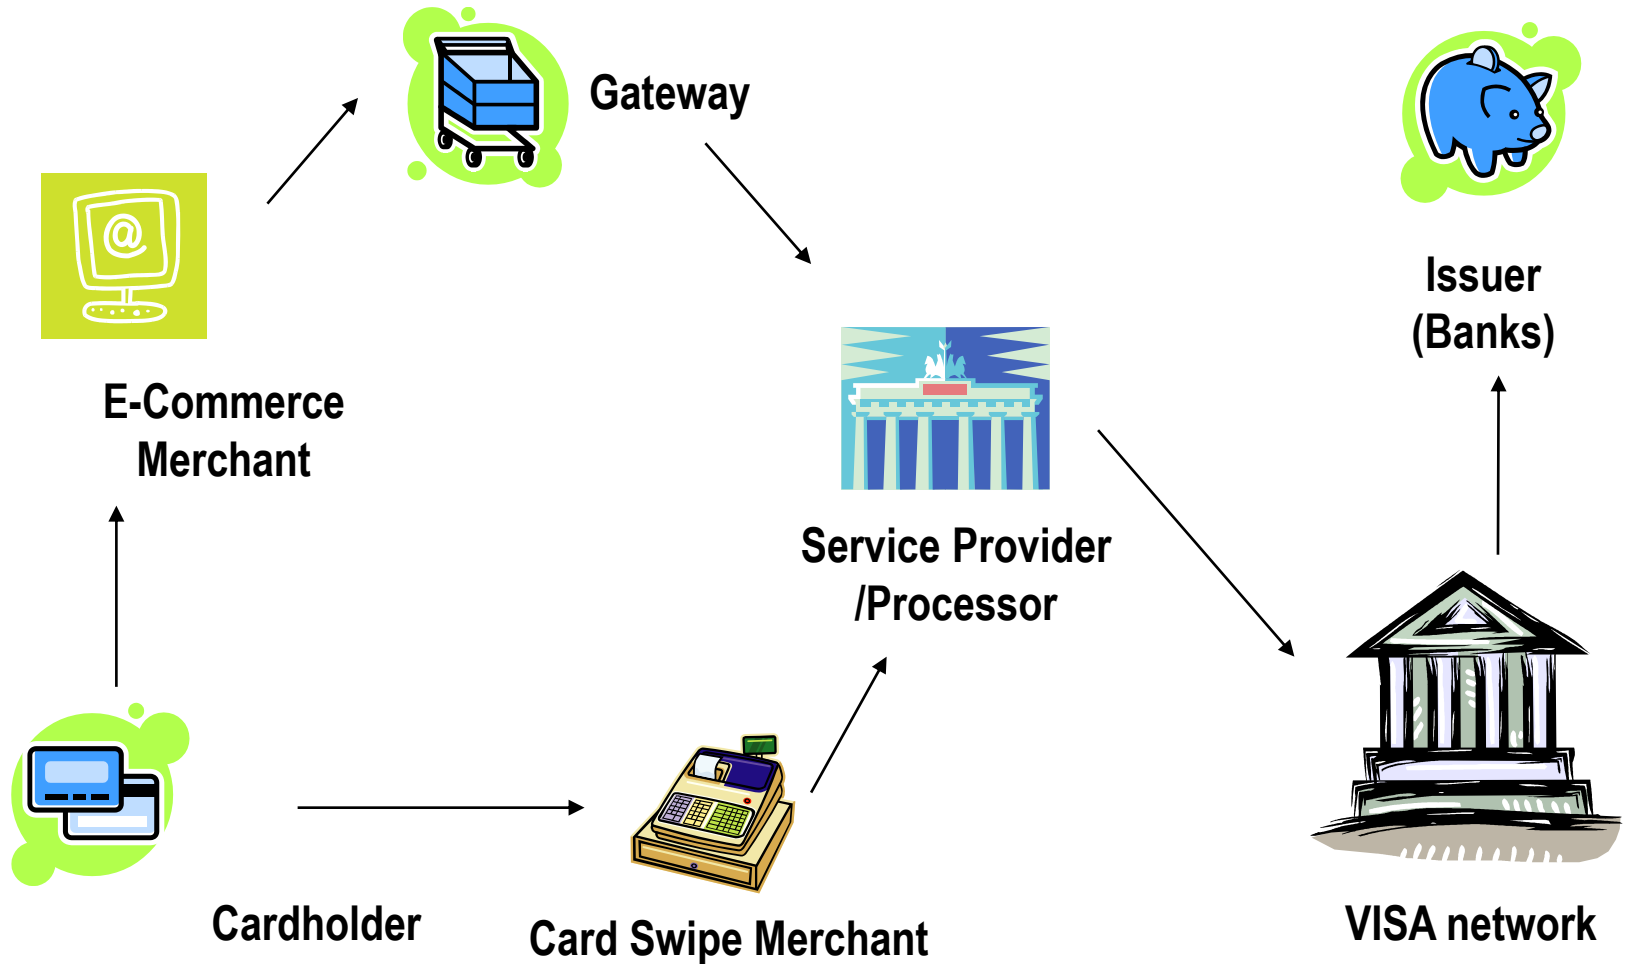 Gateway
@
Issuer
(Banks)
E-Commerce
Merchant
Service Provider
/Processor
Cardholder
Card Swipe Merchant
VISA network